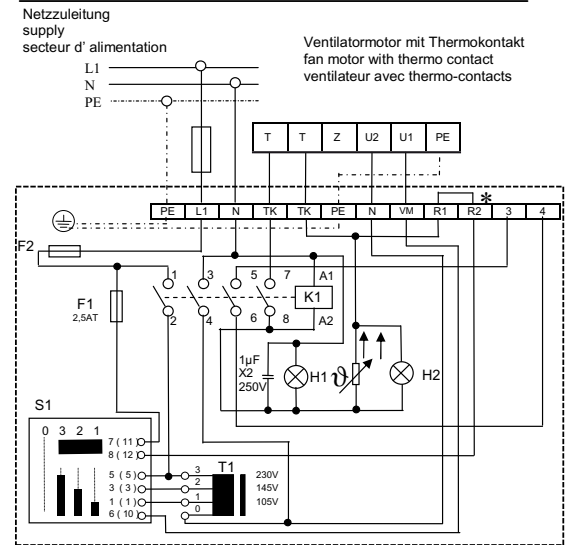 Netzzuleitung
supply
secteur d' alimentation
Ventilatormotor mit Thermokontakt
fan motor with thermo contact
ventilateur avec thermo-contacts
L1
N
PE
T T Z U2 U1 PE
PE L1 N TK TK PE N VM R1 R2 * 3 4
F2
1 3 5 7 A1
K1
F1
2,5AT
2 4 6 8 A2
1µF
X2
250V
H1 ϑ H2
S1
0 3 2 1
7 (11)
8 (12)
T1
5 ( 5) 3 230V
3 ( 3) 2 145V
1 ( 1) 1 105V
6 (10) 0